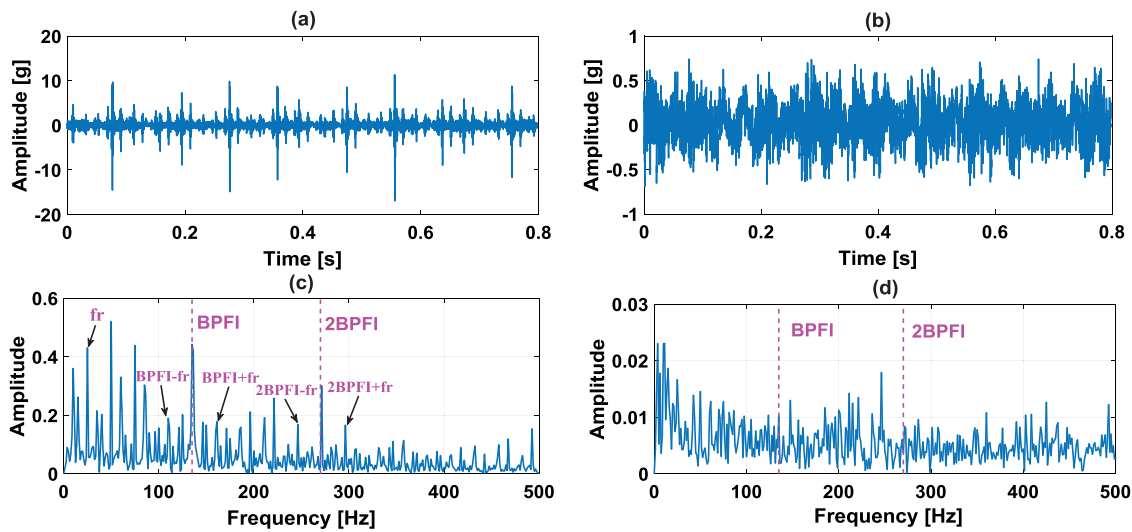 (a)
20
10
0
-10
-20
Amplitude [g]
0 0.2 0.4 0.6 0.8
Time [s]
(b)
1
0.5
0
-0.5
-1
Amplitude [g]
0 0.2 0.4 0.6 0.8
Time [s]
(c)
0.6
0.4
0.2
0
Amplitude
fr
BPFI
2BPFI
BPFI-fr
BPFI+fr
2BPFI-fr
2BPFI+fr
0 100 200 300 400 500
Frequency [Hz]
(d)
0.03
0.02
0.01
0
Amplitude
BPFI
2BPFI
0 100 200 300 400 500
Frequency [Hz]